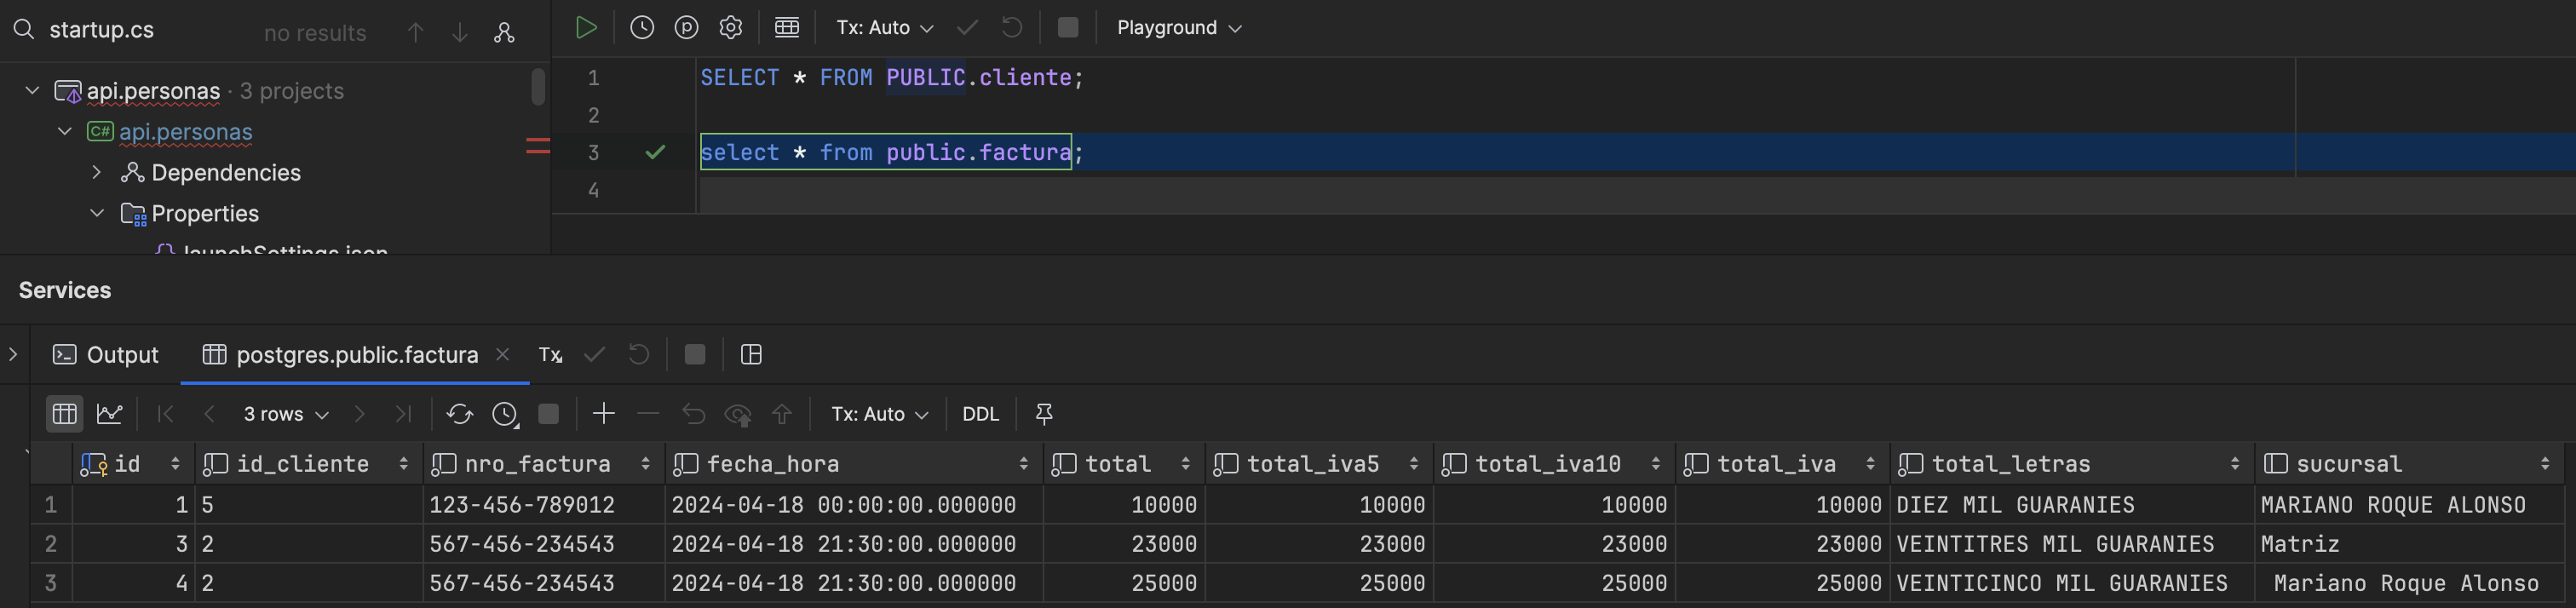 startup.cs no results Tx: Auto Playground
api.personas · 3 projects
C# api.personas
Dependencies
Properties
launchSettings.json
1 SELECT * FROM PUBLIC.cliente;
2
3 select * from public.factura;
4
Services
Output postgres.public.factura Tx
3 rows Tx: Auto DDL
id id_cliente nro_factura fecha_hora total total_iva5 total_iva10 total_iva total_letras sucursal
1 1 5 123-456-789012 2024-04-18 00:00:00.000000 10000 10000 10000 10000 DIEZ MIL GUARANIES MARIANO ROQUE ALONSO
2 3 2 567-456-234543 2024-04-18 21:30:00.000000 23000 23000 23000 23000 VEINTITRES MIL GUARANIES Matriz
3 4 2 567-456-234543 2024-04-18 21:30:00.000000 25000 25000 25000 25000 VEINTICINCO MIL GUARANIES Mariano Roque Alonso